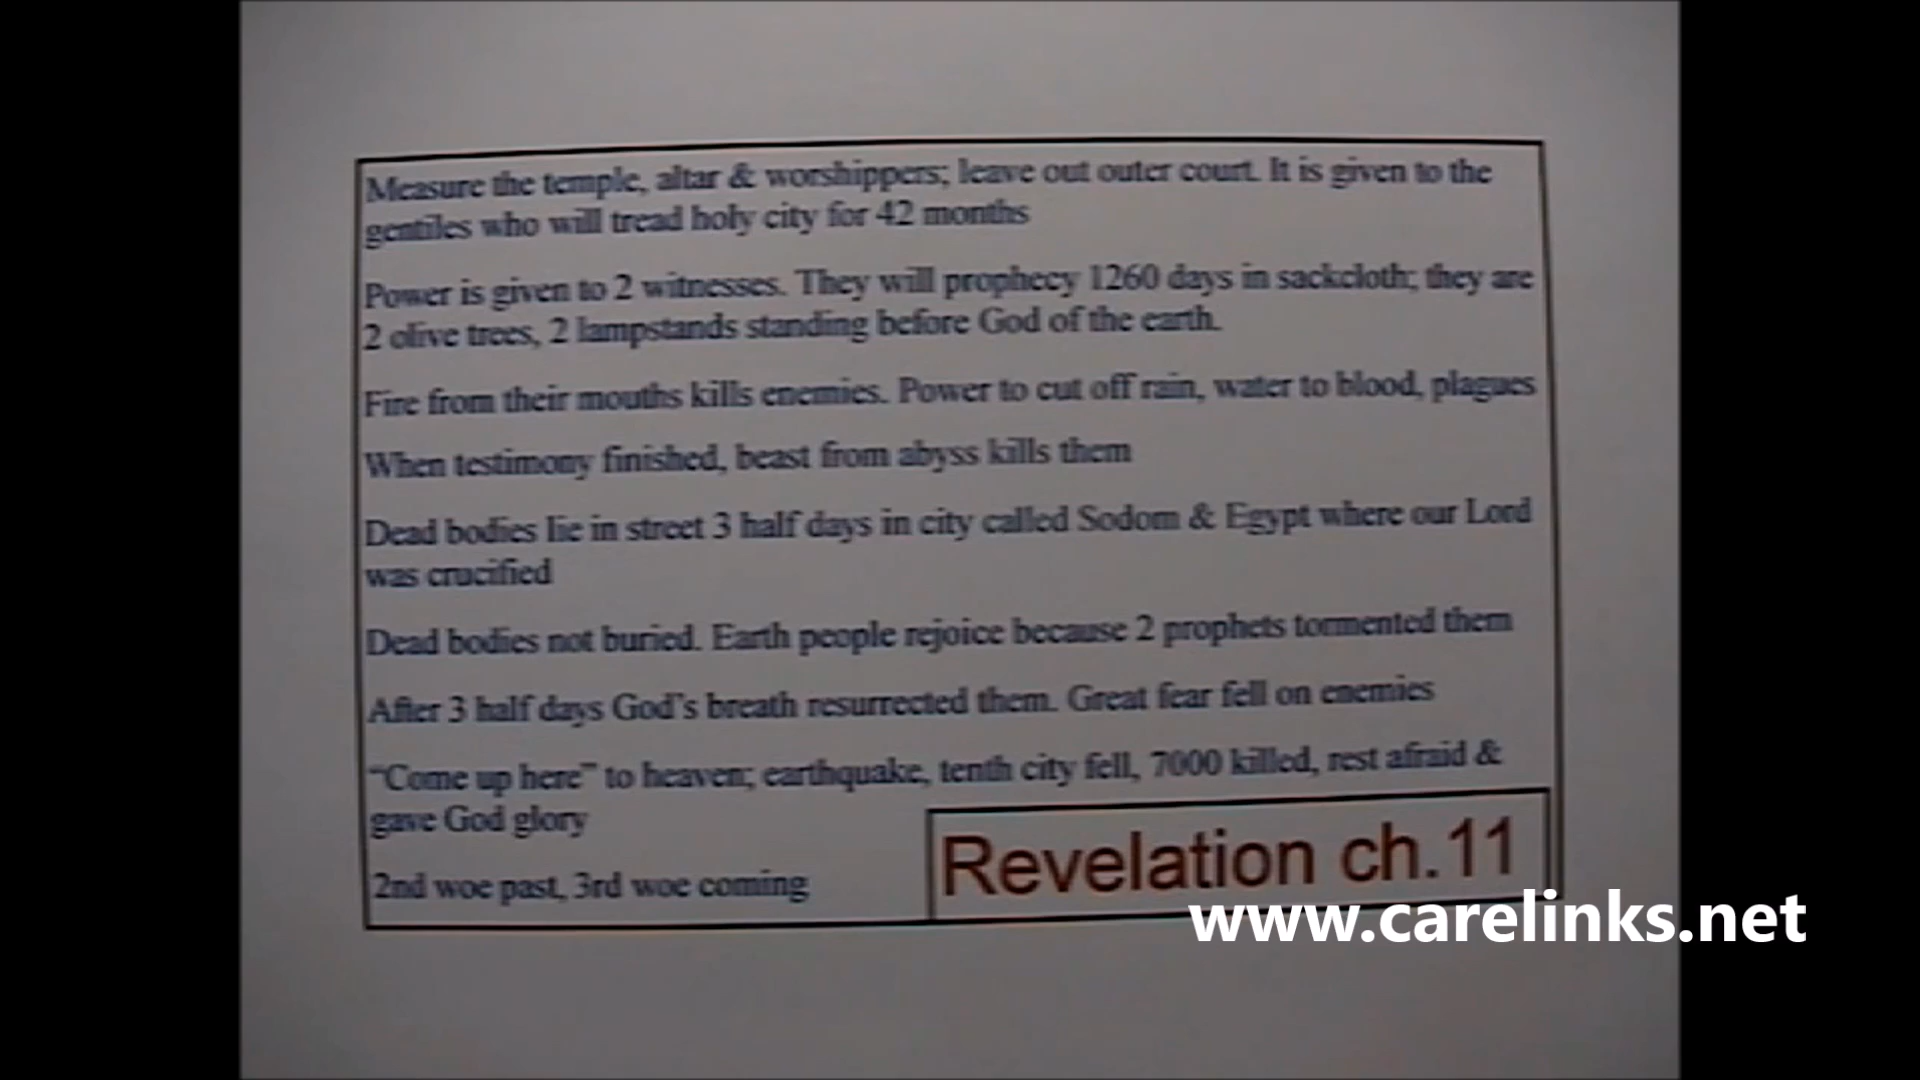 Measure the temple, altar & worshippers; leave out outer court. It is given to the
gentiles who will tread holy city for 42 months
Power is given to 2 witnesses. They will prophecy 1260 days in sackcloth; they are
2 olive trees, 2 lampstands standing before God of the earth.
Fire from their mouths kills enemies. Power to cut off rain, water to blood, plagues
When testimony finished, beast from abyss kills them
Dead bodies lie in street 3 half days in city called Sodom & Egypt where our Lord
was crucified
Dead bodies not buried. Earth people rejoice because 2 prophets tormented them
After 3 half days God's breath resurrected them. Great fear fell on enemies
"Come up here" to heaven; earthquake, tenth city fell, 7000 killed, rest afraid &
gave God glory
2nd woe past, 3rd woe coming
Revelation ch.11
www.carelinks.net